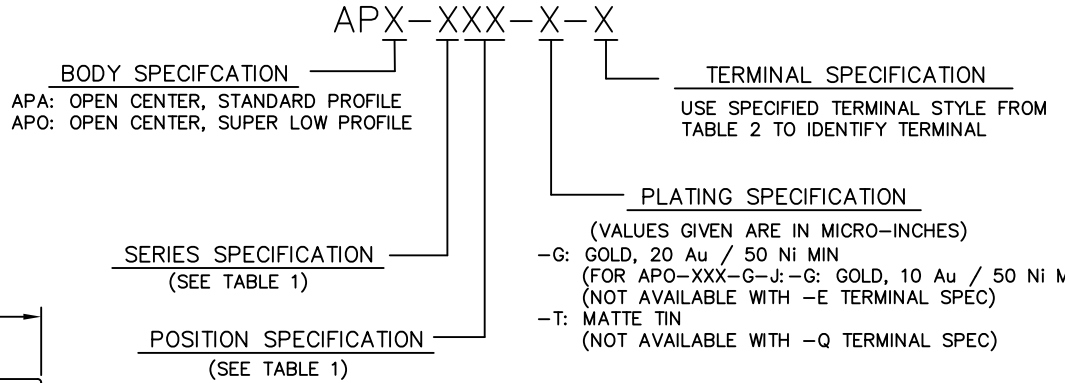 APX-XXX-X-X
BODY SPECIFCATION
APA: OPEN CENTER, STANDARD PROFILE
APO: OPEN CENTER, SUPER LOW PROFILE
TERMINAL SPECIFICATION
USE SPECIFIED TERMINAL STYLE FROM
TABLE 2 TO IDENTIFY TERMINAL
PLATING SPECIFICATION
(VALUES GIVEN ARE IN MICRO-INCHES)
-G: GOLD, 20 Au / 50 Ni MIN
(FOR APO-XXX-G-J:-G: GOLD, 10 Au / 50 Ni M
(NOT AVAILABLE WITH -E TERMINAL SPEC)
-T: MATTE TIN
(NOT AVAILABLE WITH -Q TERMINAL SPEC)
SERIES SPECIFICATION
(SEE TABLE 1)
POSITION SPECIFICATION
(SEE TABLE 1)